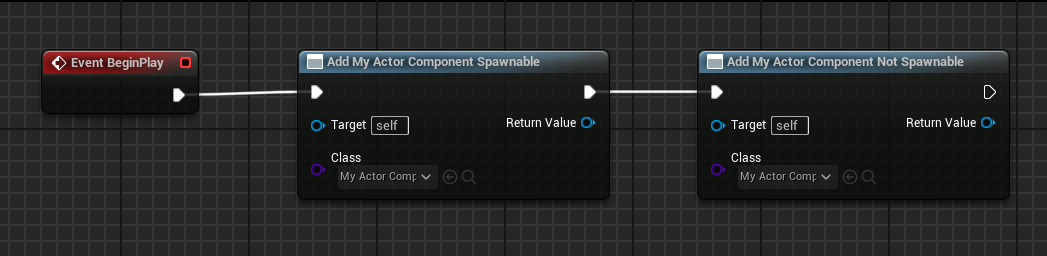 Event BeginPlay
Add My Actor Component Spawnable
Target self
Return Value
Class
My Actor Comp
Add My Actor Component Not Spawnable
Target self
Return Value
Class
My Actor Comp